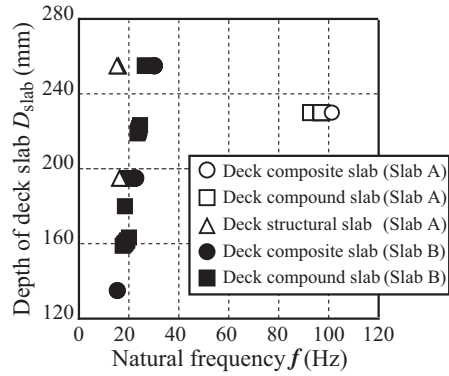 Depth of deck slab D_slab (mm)
280
240
200
160
120
0 20 40 60 80 100 120
Natural frequency f (Hz)
Deck composite slab (Slab A)
Deck compound slab (Slab A)
Deck structural slab (Slab A)
Deck composite slab (Slab B)
Deck compound slab (Slab B)